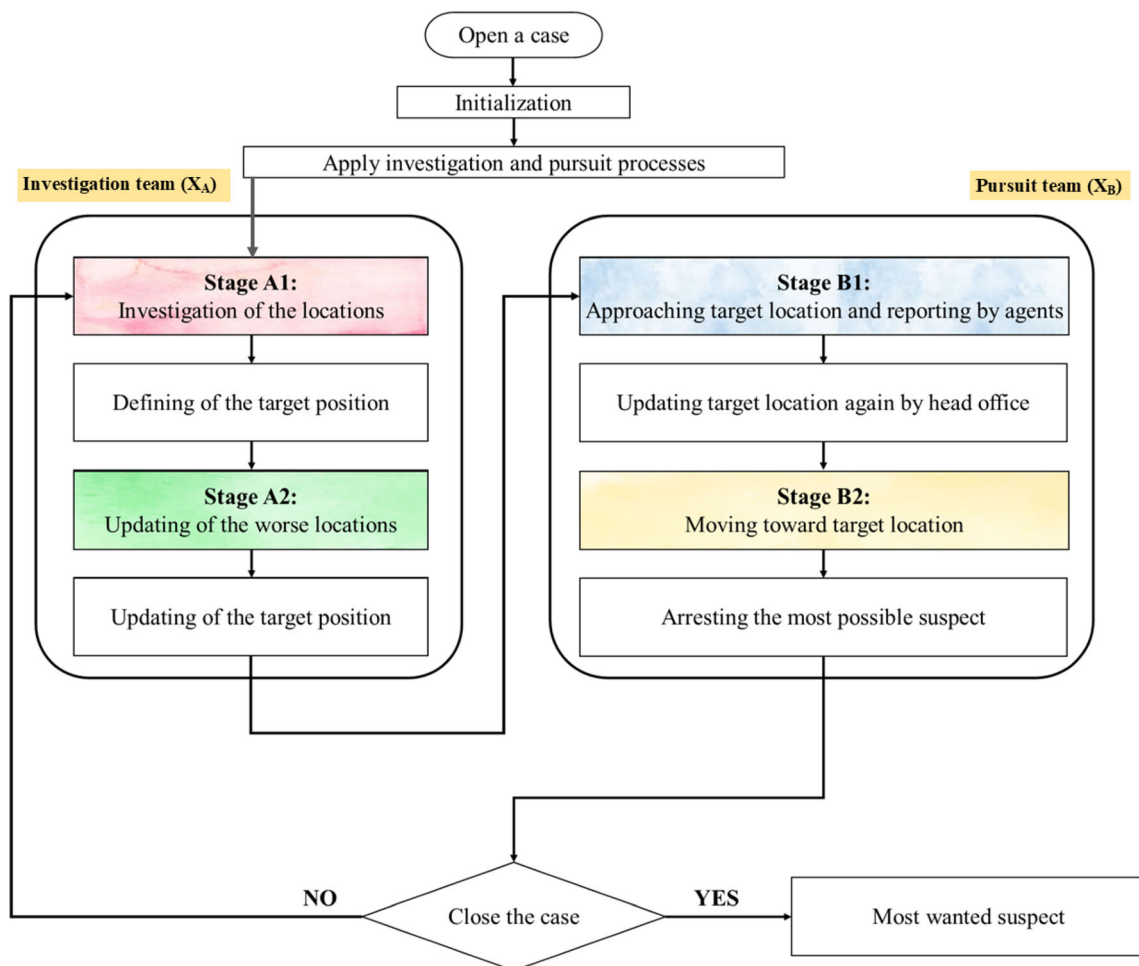 Open a case
Initialization
Apply investigation and pursuit processes
Investigation team (X_A)
Pursuit team (X_B)
Stage A1:
Investigation of the locations
Defining of the target position
Stage A2:
Updating of the worse locations
Updating of the target position
Stage B1:
Approaching target location and reporting by agents
Updating target location again by head office
Stage B2:
Moving toward target location
Arresting the most possible suspect
NO
Close the case
YES
Most wanted suspect